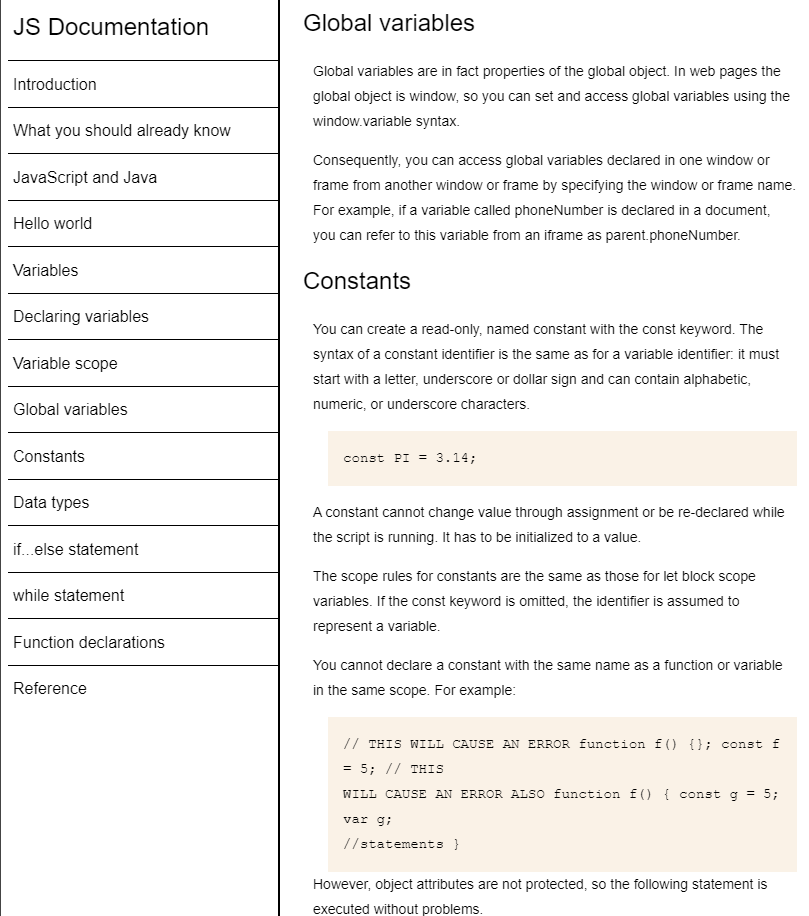 JS Documentation
Introduction
What you should already know
JavaScript and Java
Hello world
Variables
Declaring variables
Variable scope
Global variables
Constants
Data types
if...else statement
while statement
Function declarations
Reference
Global variables
Global variables are in fact properties of the global object. In web pages the
global object is window, so you can set and access global variables using the
window.variable syntax.
Consequently, you can access global variables declared in one window or
frame from another window or frame by specifying the window or frame name.
For example, if a variable called phoneNumber is declared in a document,
you can refer to this variable from an iframe as parent.phoneNumber.
Constants
You can create a read-only, named constant with the const keyword. The
syntax of a constant identifier is the same as for a variable identifier: it must
start with a letter, underscore or dollar sign and can contain alphabetic,
numeric, or underscore characters.
const PI = 3.14;
A constant cannot change value through assignment or be re-declared while
the script is running. It has to be initialized to a value.
The scope rules for constants are the same as those for let block scope
variables. If the const keyword is omitted, the identifier is assumed to
represent a variable.
You cannot declare a constant with the same name as a function or variable
in the same scope. For example:
// THIS WILL CAUSE AN ERROR function f() {}; const f
= 5; // THIS
WILL CAUSE AN ERROR ALSO function f() { const g = 5;
var g;
//statements }
However, object attributes are not protected, so the following statement is
executed without problems.